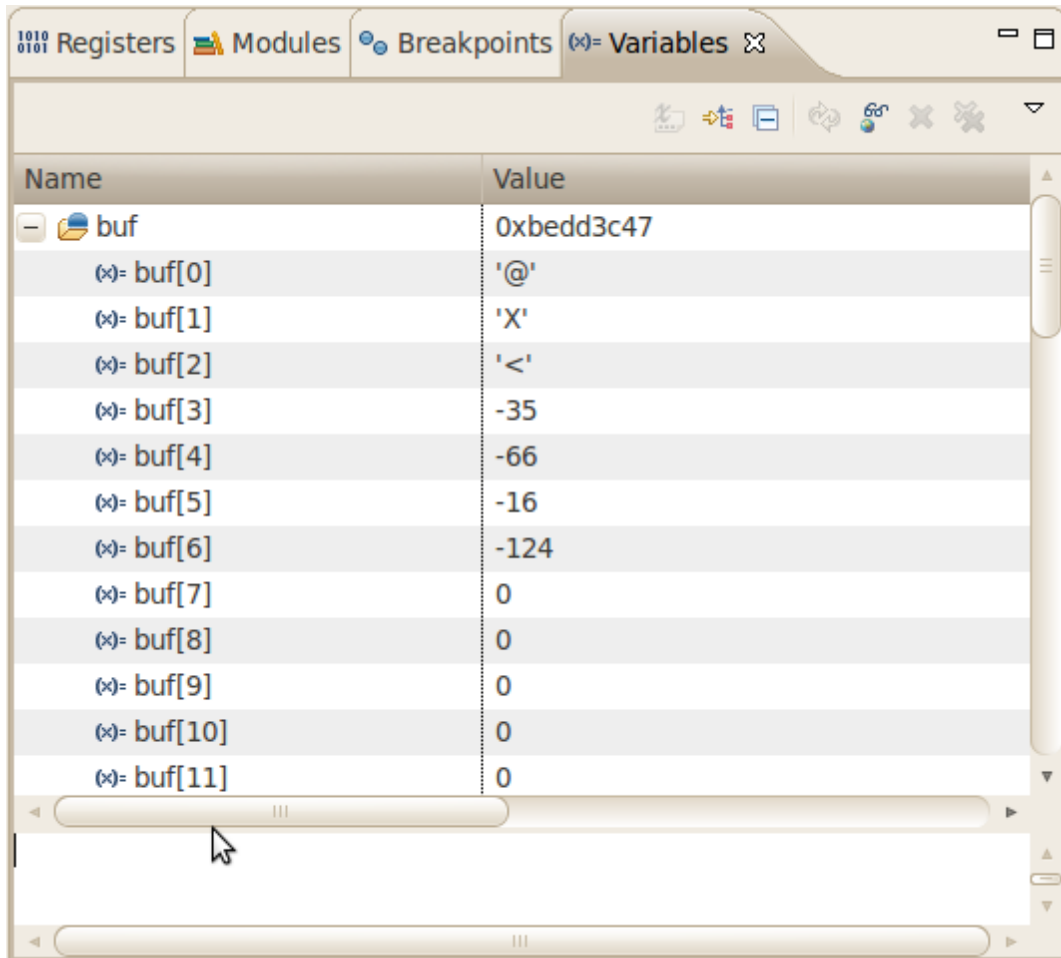 Registers Modules Breakpoints (x)= Variables
Name Value
buf 0xbedd3c47
(x)= buf[0] '@'
(x)= buf[1] 'X'
(x)= buf[2] '<'
(x)= buf[3] -35
(x)= buf[4] -66
(x)= buf[5] -16
(x)= buf[6] -124
(x)= buf[7] 0
(x)= buf[8] 0
(x)= buf[9] 0
(x)= buf[10] 0
(x)= buf[11] 0